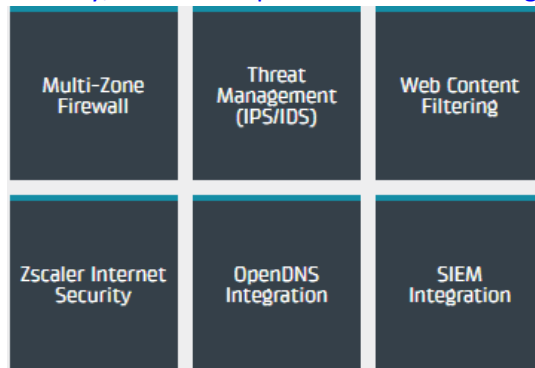 Multi-Zone
Firewall
Threat
Management
(IPS/IDS)
Web Content
Filtering
Zscaler Internet
Security
OpenDNS
Integration
SIEM
Integration